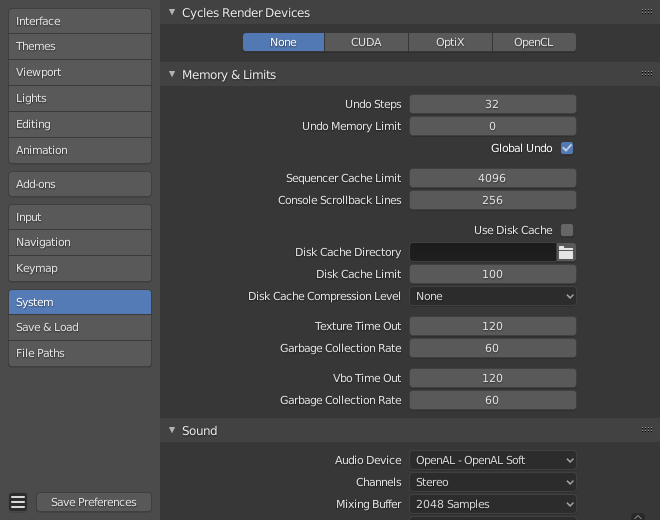 Interface
Themes
Viewport
Lights
Editing
Animation
Add-ons
Input
Navigation
Keymap
System
Save & Load
File Paths
Save Preferences
Cycles Render Devices
None CUDA OptiX OpenCL
Memory & Limits
Undo Steps 32
Undo Memory Limit 0
Global Undo
Sequencer Cache Limit 4096
Console Scrollback Lines 256
Use Disk Cache
Disk Cache Directory
Disk Cache Limit 100
Disk Cache Compression Level None
Texture Time Out 120
Garbage Collection Rate 60
Vbo Time Out 120
Garbage Collection Rate 60
Sound
Audio Device OpenAL - OpenAL Soft
Channels Stereo
Mixing Buffer 2048 Samples